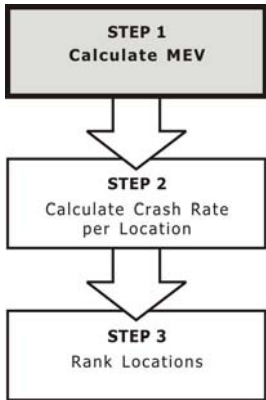 STEP 1
Calculate MEV
STEP 2
Calculate Crash Rate
per Location
STEP 3
Rank Locations